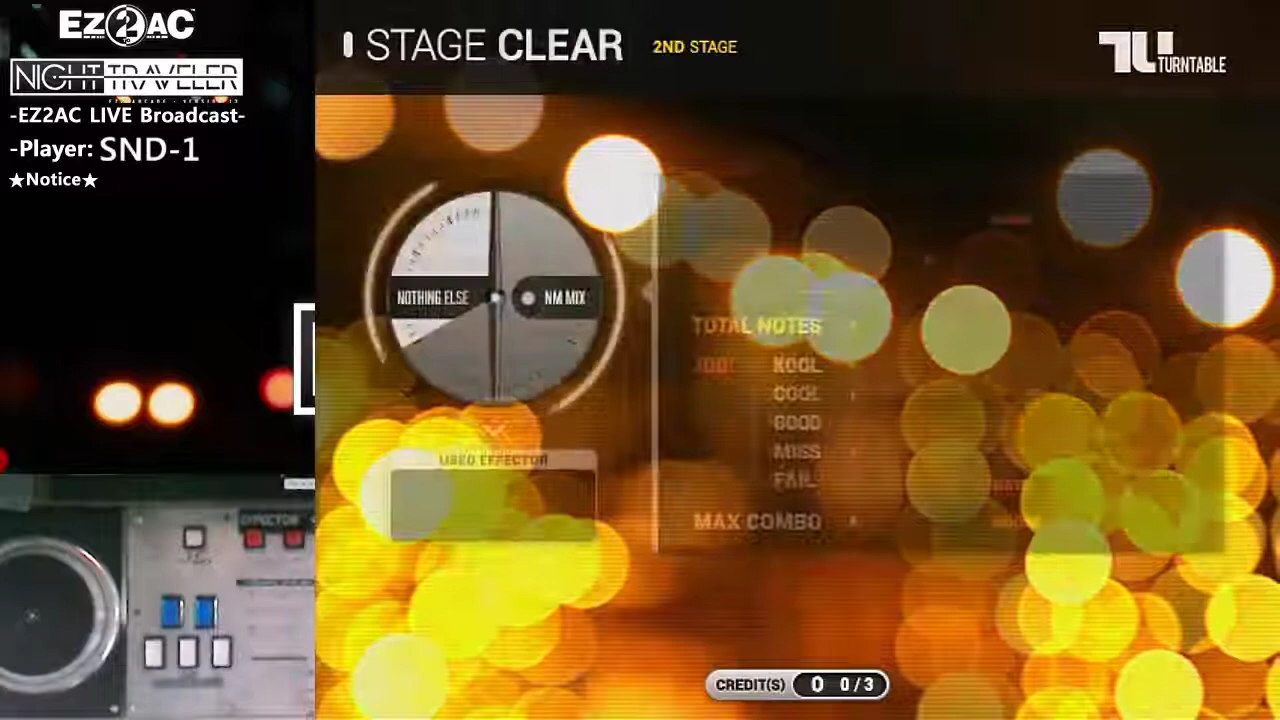 EZ2AC
NIGHT TRAVELER
-EZ2AC LIVE Broadcast-
-Player: SND-1
★Notice★
STAGE CLEAR 2ND STAGE
TURNTABLE
NOTHING ELSE
NM MIX
USED EFFECTOR
TOTAL NOTES
KOOL
COOL
GOOD
MISS
FAIL
MAX COMBO
EFFECTOR
CREDIT(S) 0 0/3